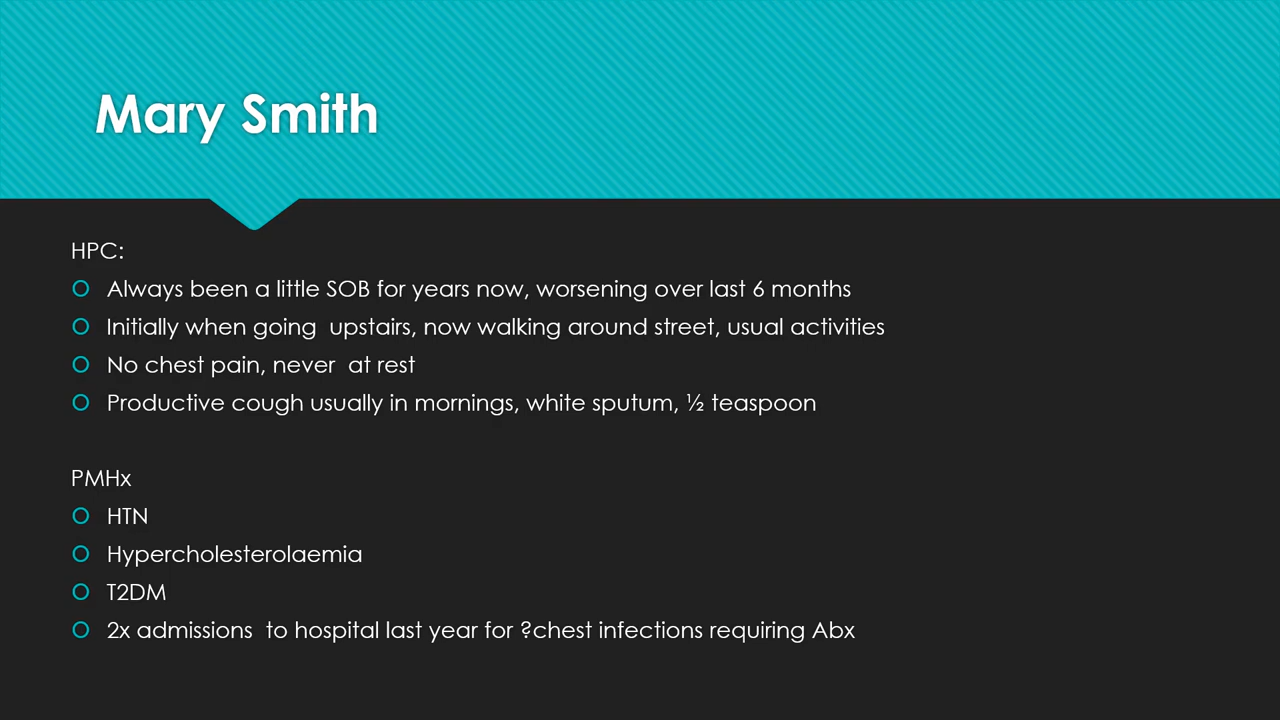 Mary Smith
HPC:
Always been a little SOB for years now, worsening over last 6 months
Initially when going  upstairs, now walking around street, usual activities
No chest pain, never  at rest
Productive cough usually in mornings, white sputum, ½ teaspoon
PMHx
HTN
Hypercholesterolaemia
T2DM
2x admissions  to hospital last year for ?chest infections requiring Abx